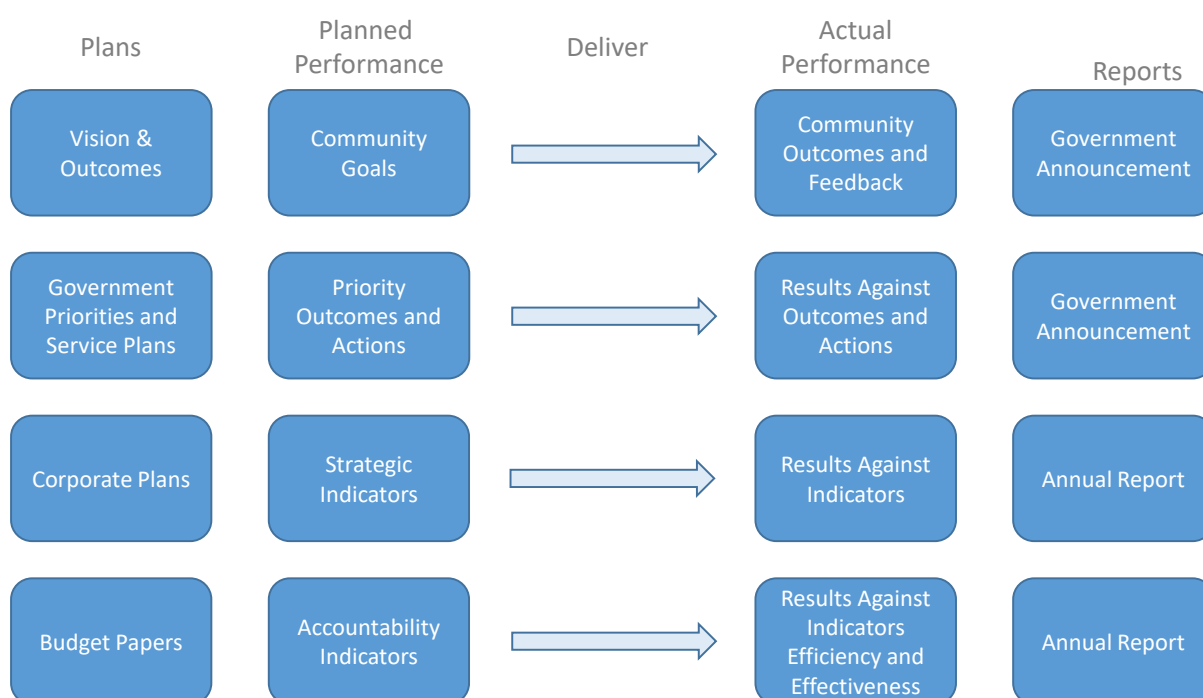 Plans
Planned
Performance
Deliver
Actual
Performance
Reports
Vision &
Outcomes
Community
Goals
Community
Outcomes and
Feedback
Government
Announcement
Government
Priorities and
Service Plans
Priority
Outcomes and
Actions
Results Against
Outcomes and
Actions
Government
Announcement
Corporate Plans
Strategic
Indicators
Results Against
Indicators
Annual Report
Budget Papers
Accountability
Indicators
Results Against
Indicators
Efficiency and
Effectiveness
Annual Report